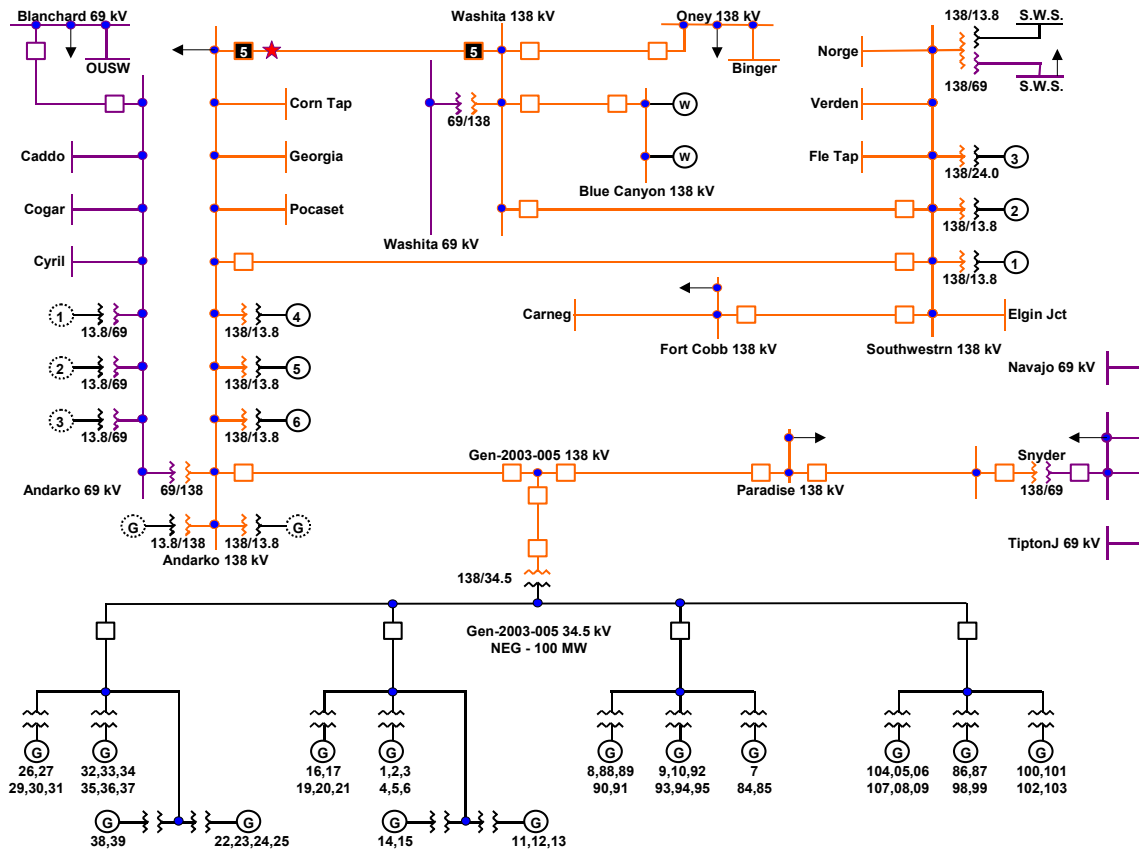 Blanchard 69 kV
Washita 138 kV
Oney 138 kV
138/13.8
S.W.S.
5
5
Norge
OUSW
Binger
138/69
S.W.S.
Corn Tap
69/138
W
Verden
Caddo
Georgia
W
Fle Tap
3
138/24.0
Blue Canyon 138 kV
Cogar
Pocaset
2
138/13.8
Washita 69 kV
Cyril
1
138/13.8
1
13.8/69
4
138/13.8
Carneg
Elgin Jct
Fort Cobb 138 kV
Southwestrn 138 kV
2
13.8/69
5
138/13.8
Navajo 69 kV
3
13.8/69
6
138/13.8
Gen-2003-005 138 kV
Snyder
Andarko 69 kV
69/138
Paradise 138 kV
138/69
G
13.8/138
138/13.8
G
Andarko 138 kV
TiptonJ 69 kV
138/34.5
Gen-2003-005 34.5 kV
NEG - 100 MW
G
G
G
G
G
G
G
G
G
G
26,27
29,30,31
32,33,34
35,36,37
16,17
19,20,21
1,2,3
4,5,6
8,88,89
90,91
9,10,92
93,94,95
7
84,85
104,05,06
107,08,09
86,87
98,99
100,101
102,103
G
38,39
G
22,23,24,25
G
14,15
G
11,12,13